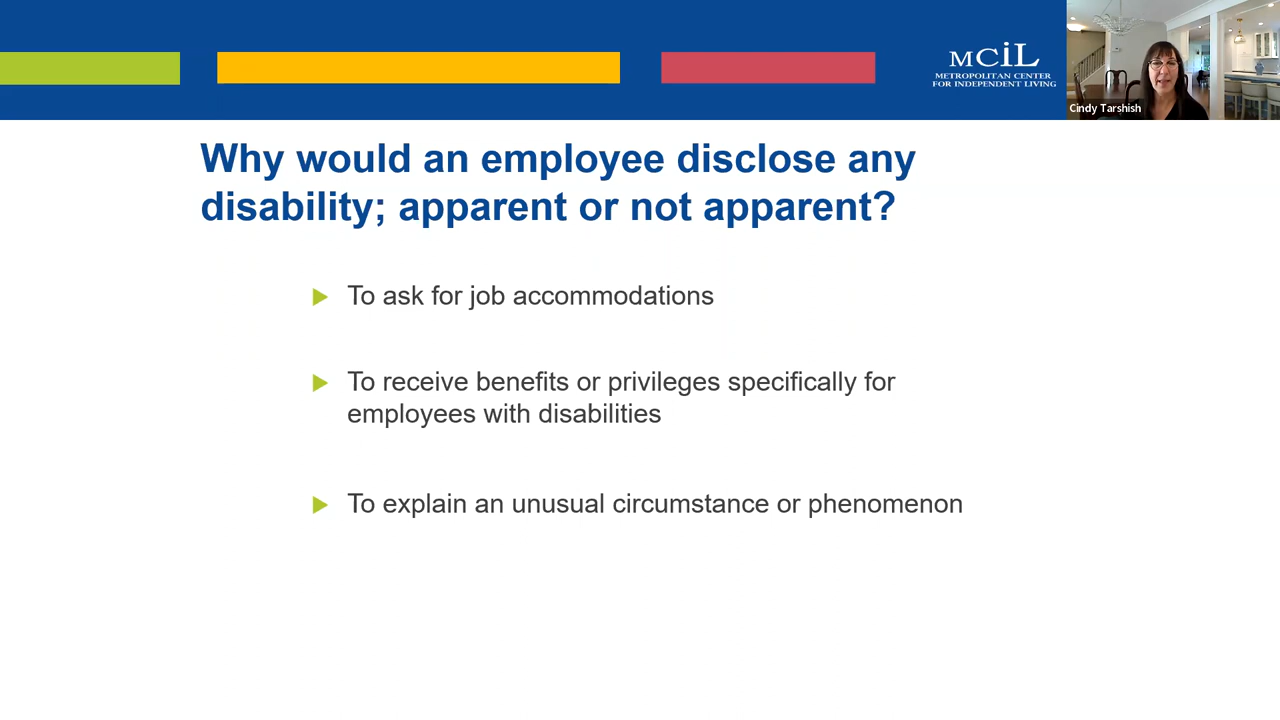 MCIL
METROPOLITAN CENTER
FOR INDEPENDENT LIVING
Cindy Tarshish
Why would an employee disclose any
disability; apparent or not apparent?
To ask for job accommodations
To receive benefits or privileges specifically for
employees with disabilities
To explain an unusual circumstance or phenomenon